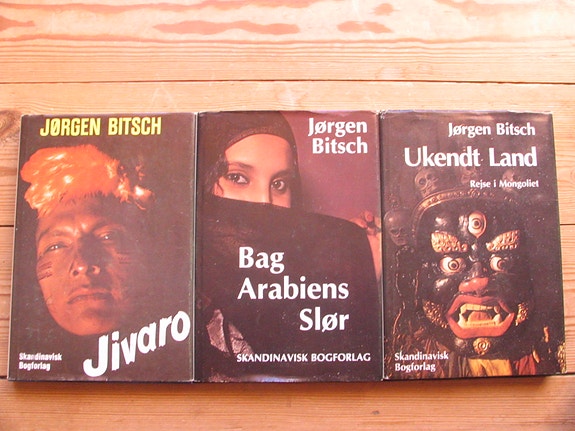 JØRGEN BITSCH
Jivaro
Skandinavisk
Bogforlag
Jørgen
Bitsch
Bag
Arabiens
Slør
SKANDINAVISK BOGFORLAG
Jørgen Bitsch
Ukendt Land
Rejse i Mongoliet
Skandinavisk
Bogforlag